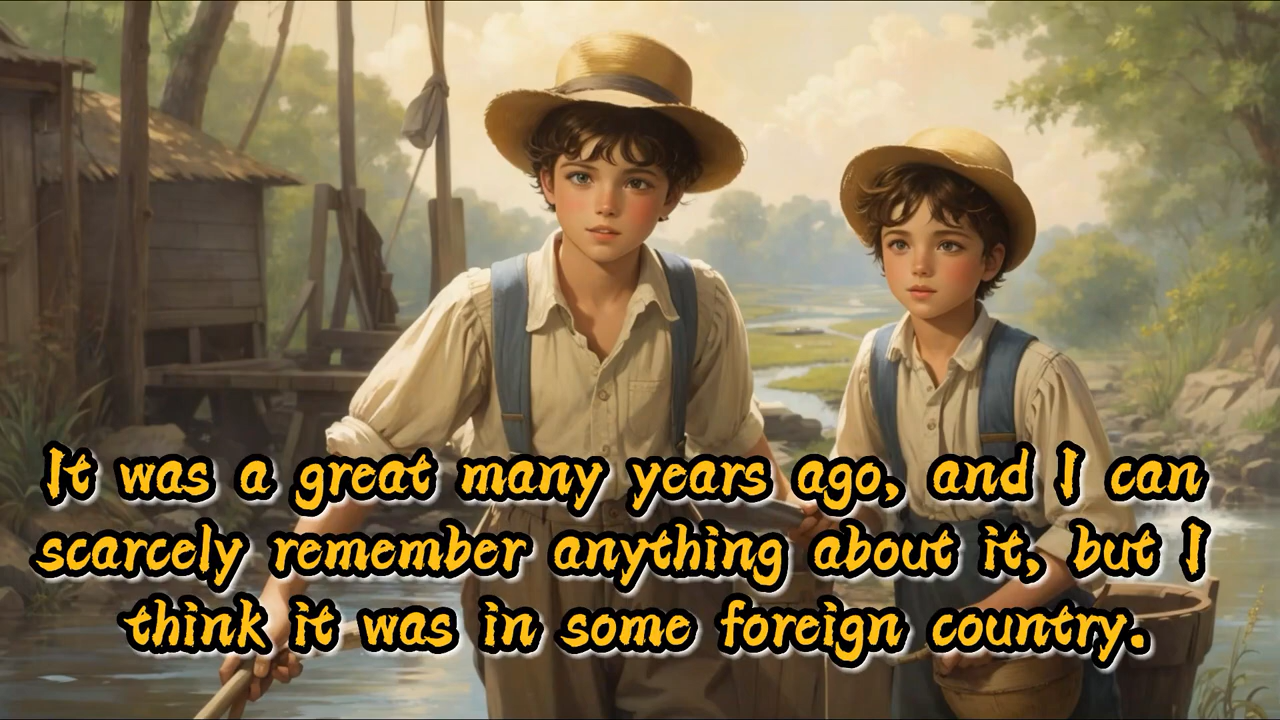 It was a great many years ago, and I can
scarcely remember anything about it, but I
think it was in some foreign country.